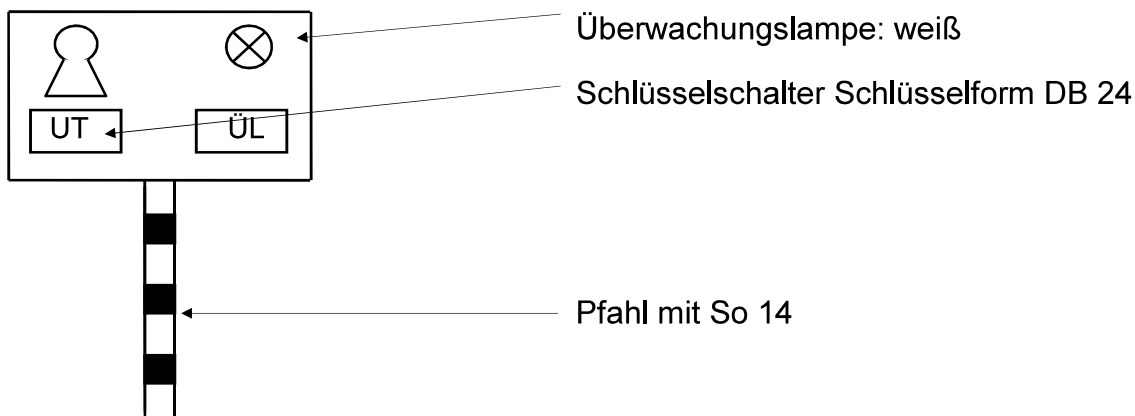 Überwachungslampe: weiß
Schlüsselschalter Schlüsselform DB 24
UT ÜL
Pfahl mit So 14